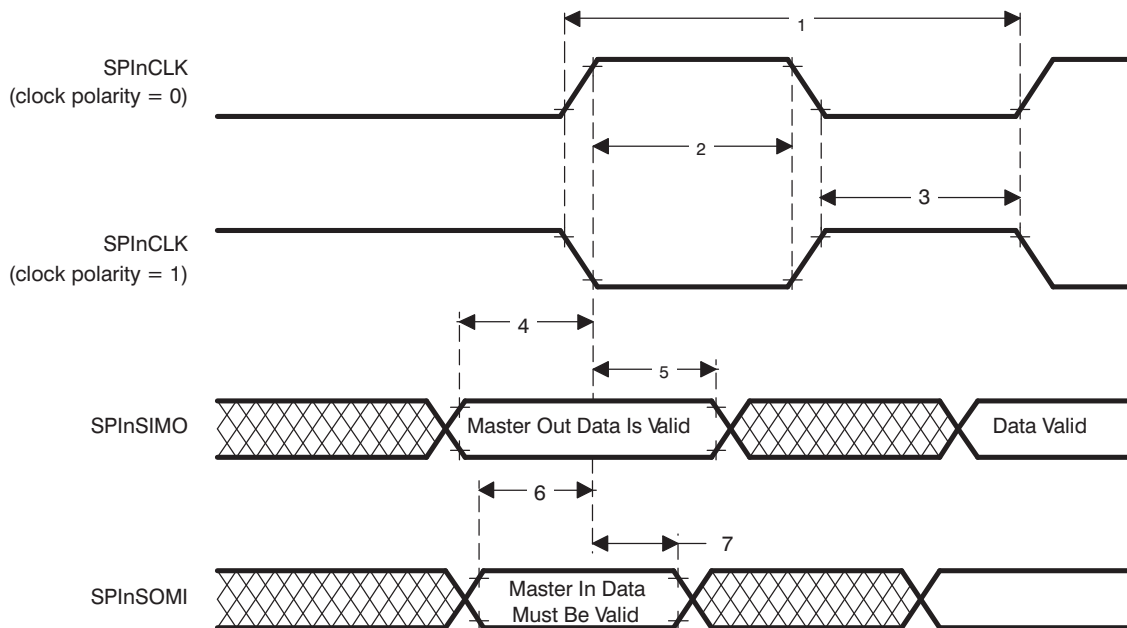 1
SPInCLK
(clock polarity = 0)
2
3
SPInCLK
(clock polarity = 1)
4
5
SPInSIMO
Master Out Data Is Valid
Data Valid
6
7
SPInSOMI
Master In Data
Must Be Valid